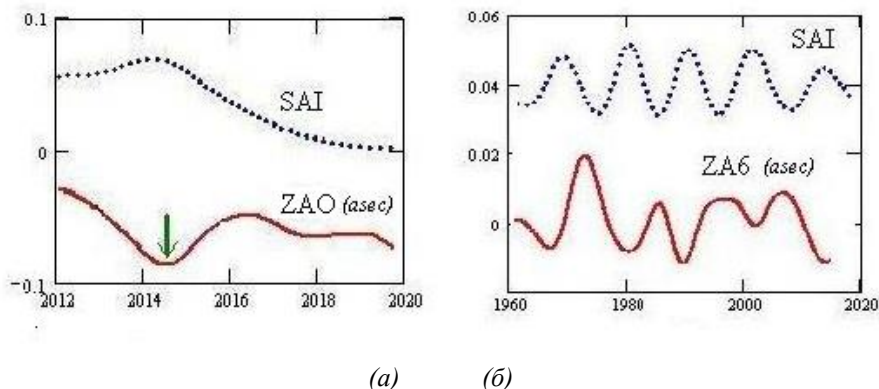 0.1
SAI
0
ZAO (asec)
-0.1
2012 2014 2016 2018 2020
0.06
SAI
0.04
0.02
ZA6 (asec)
0
1960 1980 2000 2020
(а) (б)